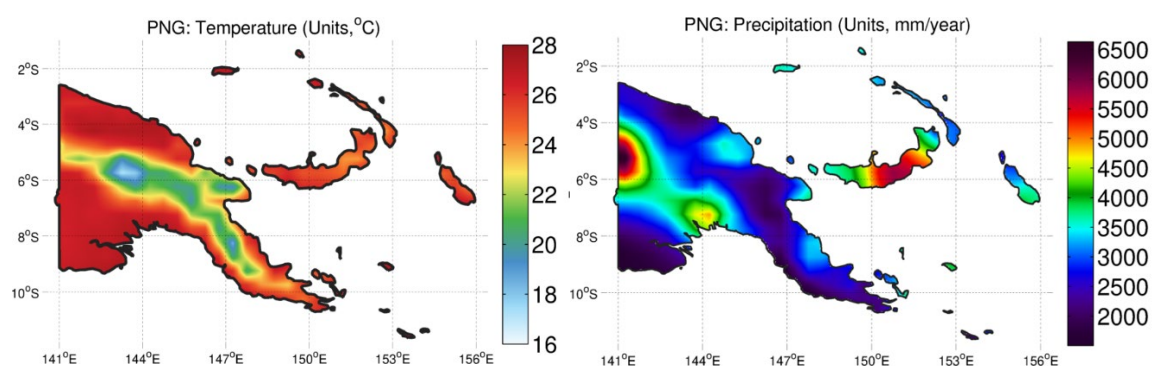 PNG: Temperature (Units,°C)
2°S
4°S
6°S
8°S
10°S
141°E
144°E
147°E
150°E
153°E
156°E
28
26
24
22
20
18
16
PNG: Precipitation (Units, mm/year)
2°S
4°S
6°S
8°S
10°S
141°E
144°E
147°E
150°E
153°E
156°E
6500
6000
5500
5000
4500
4000
3500
3000
2500
2000